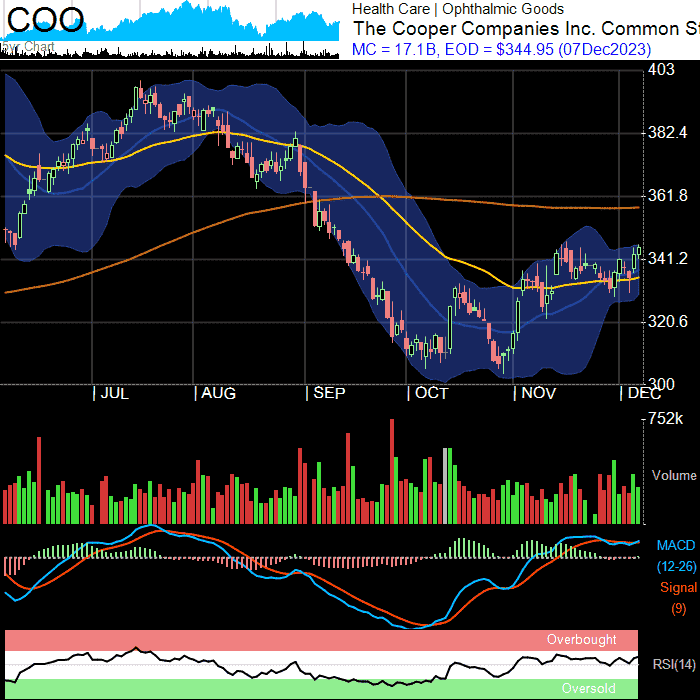 COO
5yr Chart
Health Care | Ophthalmic Goods
The Cooper Companies Inc. Common St
MC = 17.1B, EOD = $344.95 (07Dec2023)
403
382.4
361.8
341.2
320.6
300
| JUL | AUG | SEP | OCT | NOV | DEC
752k
Volume
MACD
(12-26)
Signal
(9)
Overbought
RSI(14)
Oversold